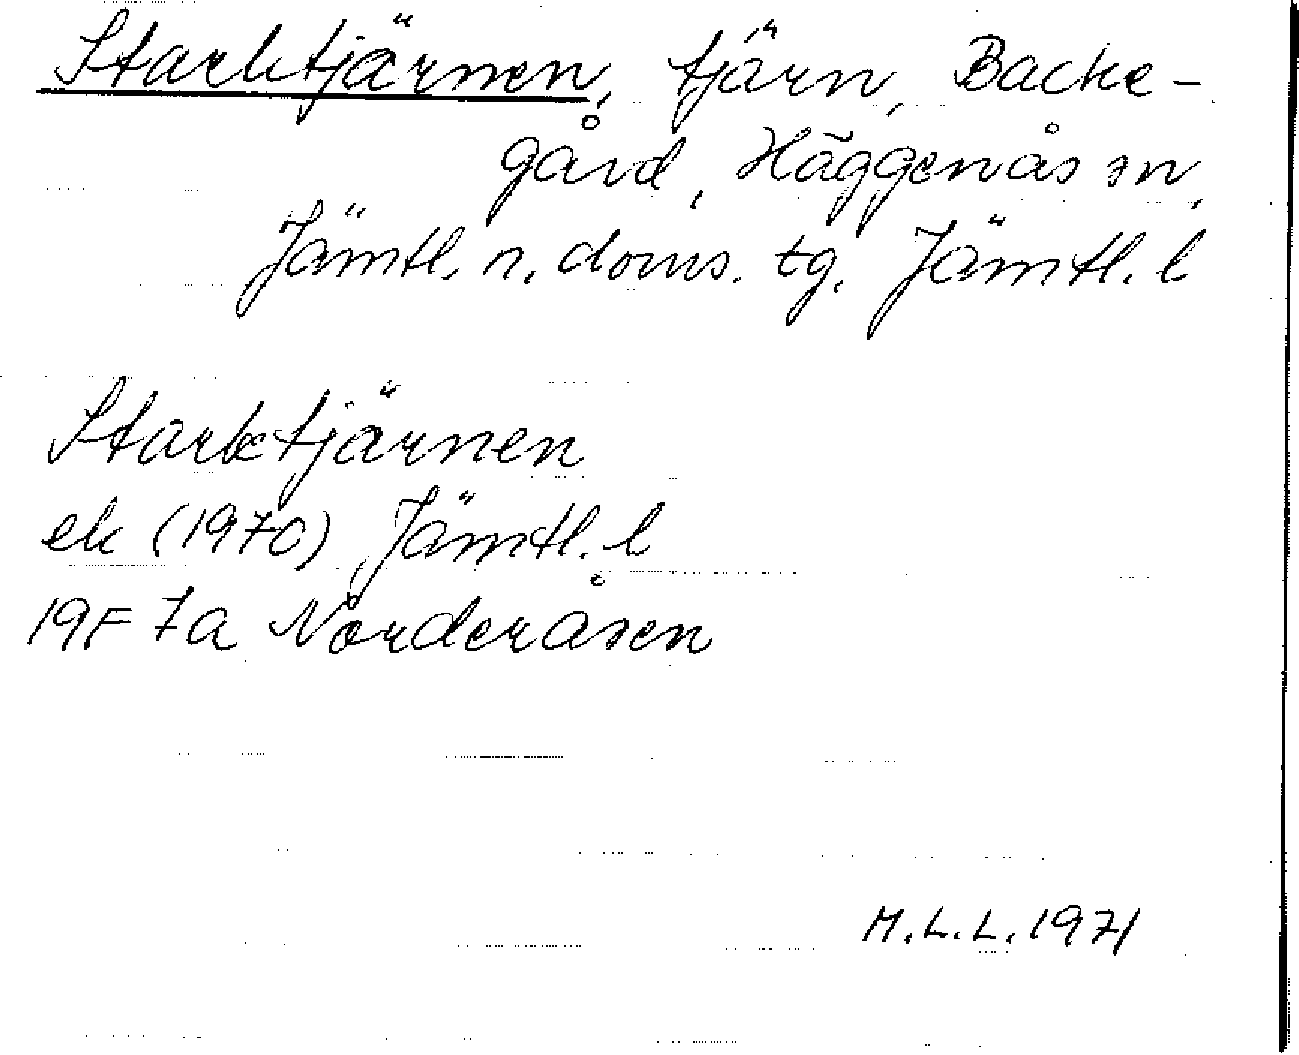 Starktjärnen, tjärn, Backe-
gård, Häggenås sn,
Jämtl. n. doms. tg. Jämtl. l
Starktjärnen
ek (1970) Jämtl. l
19F 7a Norderåsen
M.L.L. 1971